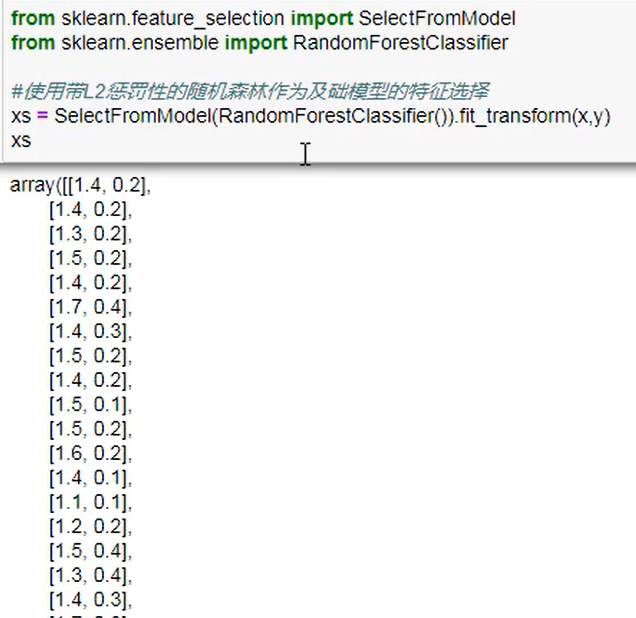 from sklearn.feature_selection import SelectFromModel
from sklearn.ensemble import RandomForestClassifier
#使用带L2惩罚性的随机森林作为及础模型的特征选择
xs = SelectFromModel(RandomForestClassifier()).fit_transform(x,y)
xs
array([[1.4, 0.2],
[1.4, 0.2],
[1.3, 0.2],
[1.5, 0.2],
[1.4, 0.2],
[1.7, 0.4],
[1.4, 0.3],
[1.5, 0.2],
[1.4, 0.2],
[1.5, 0.1],
[1.5, 0.2],
[1.6, 0.2],
[1.4, 0.1],
[1.1, 0.1],
[1.2, 0.2],
[1.5, 0.4],
[1.3, 0.4],
[1.4, 0.3],